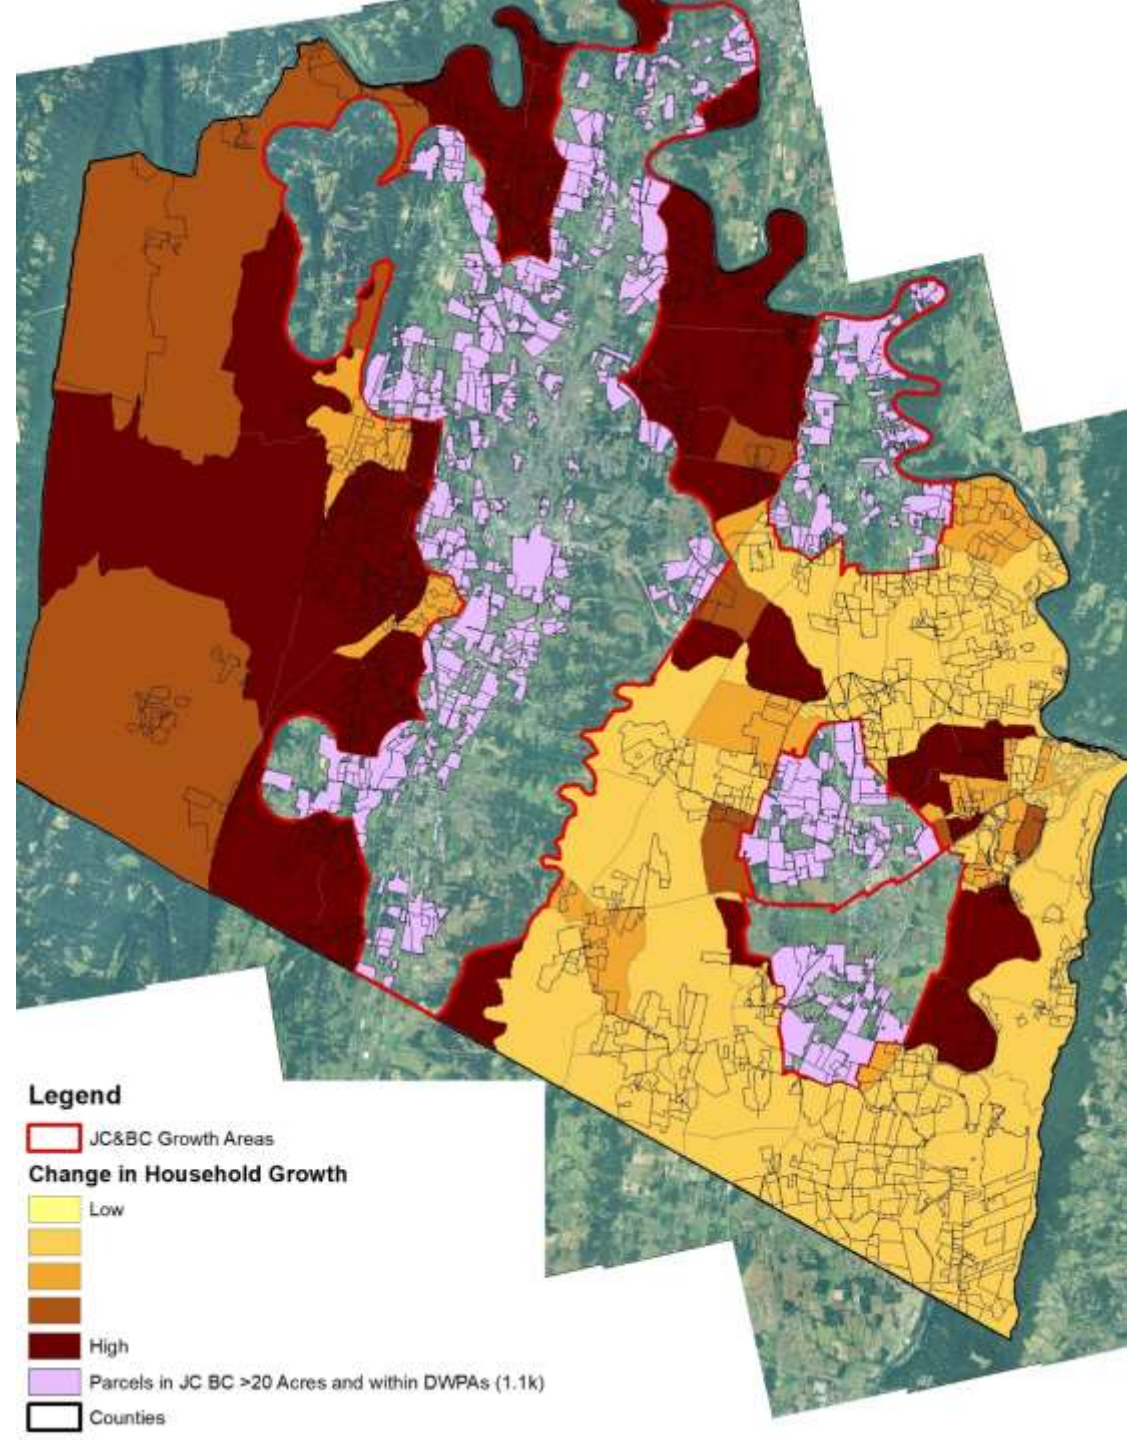 Legend
JC&BC Growth Areas
Change in Household Growth
Low
High
Parcels in JC BC >20 Acres and within DWPAs (1.1k)
Counties